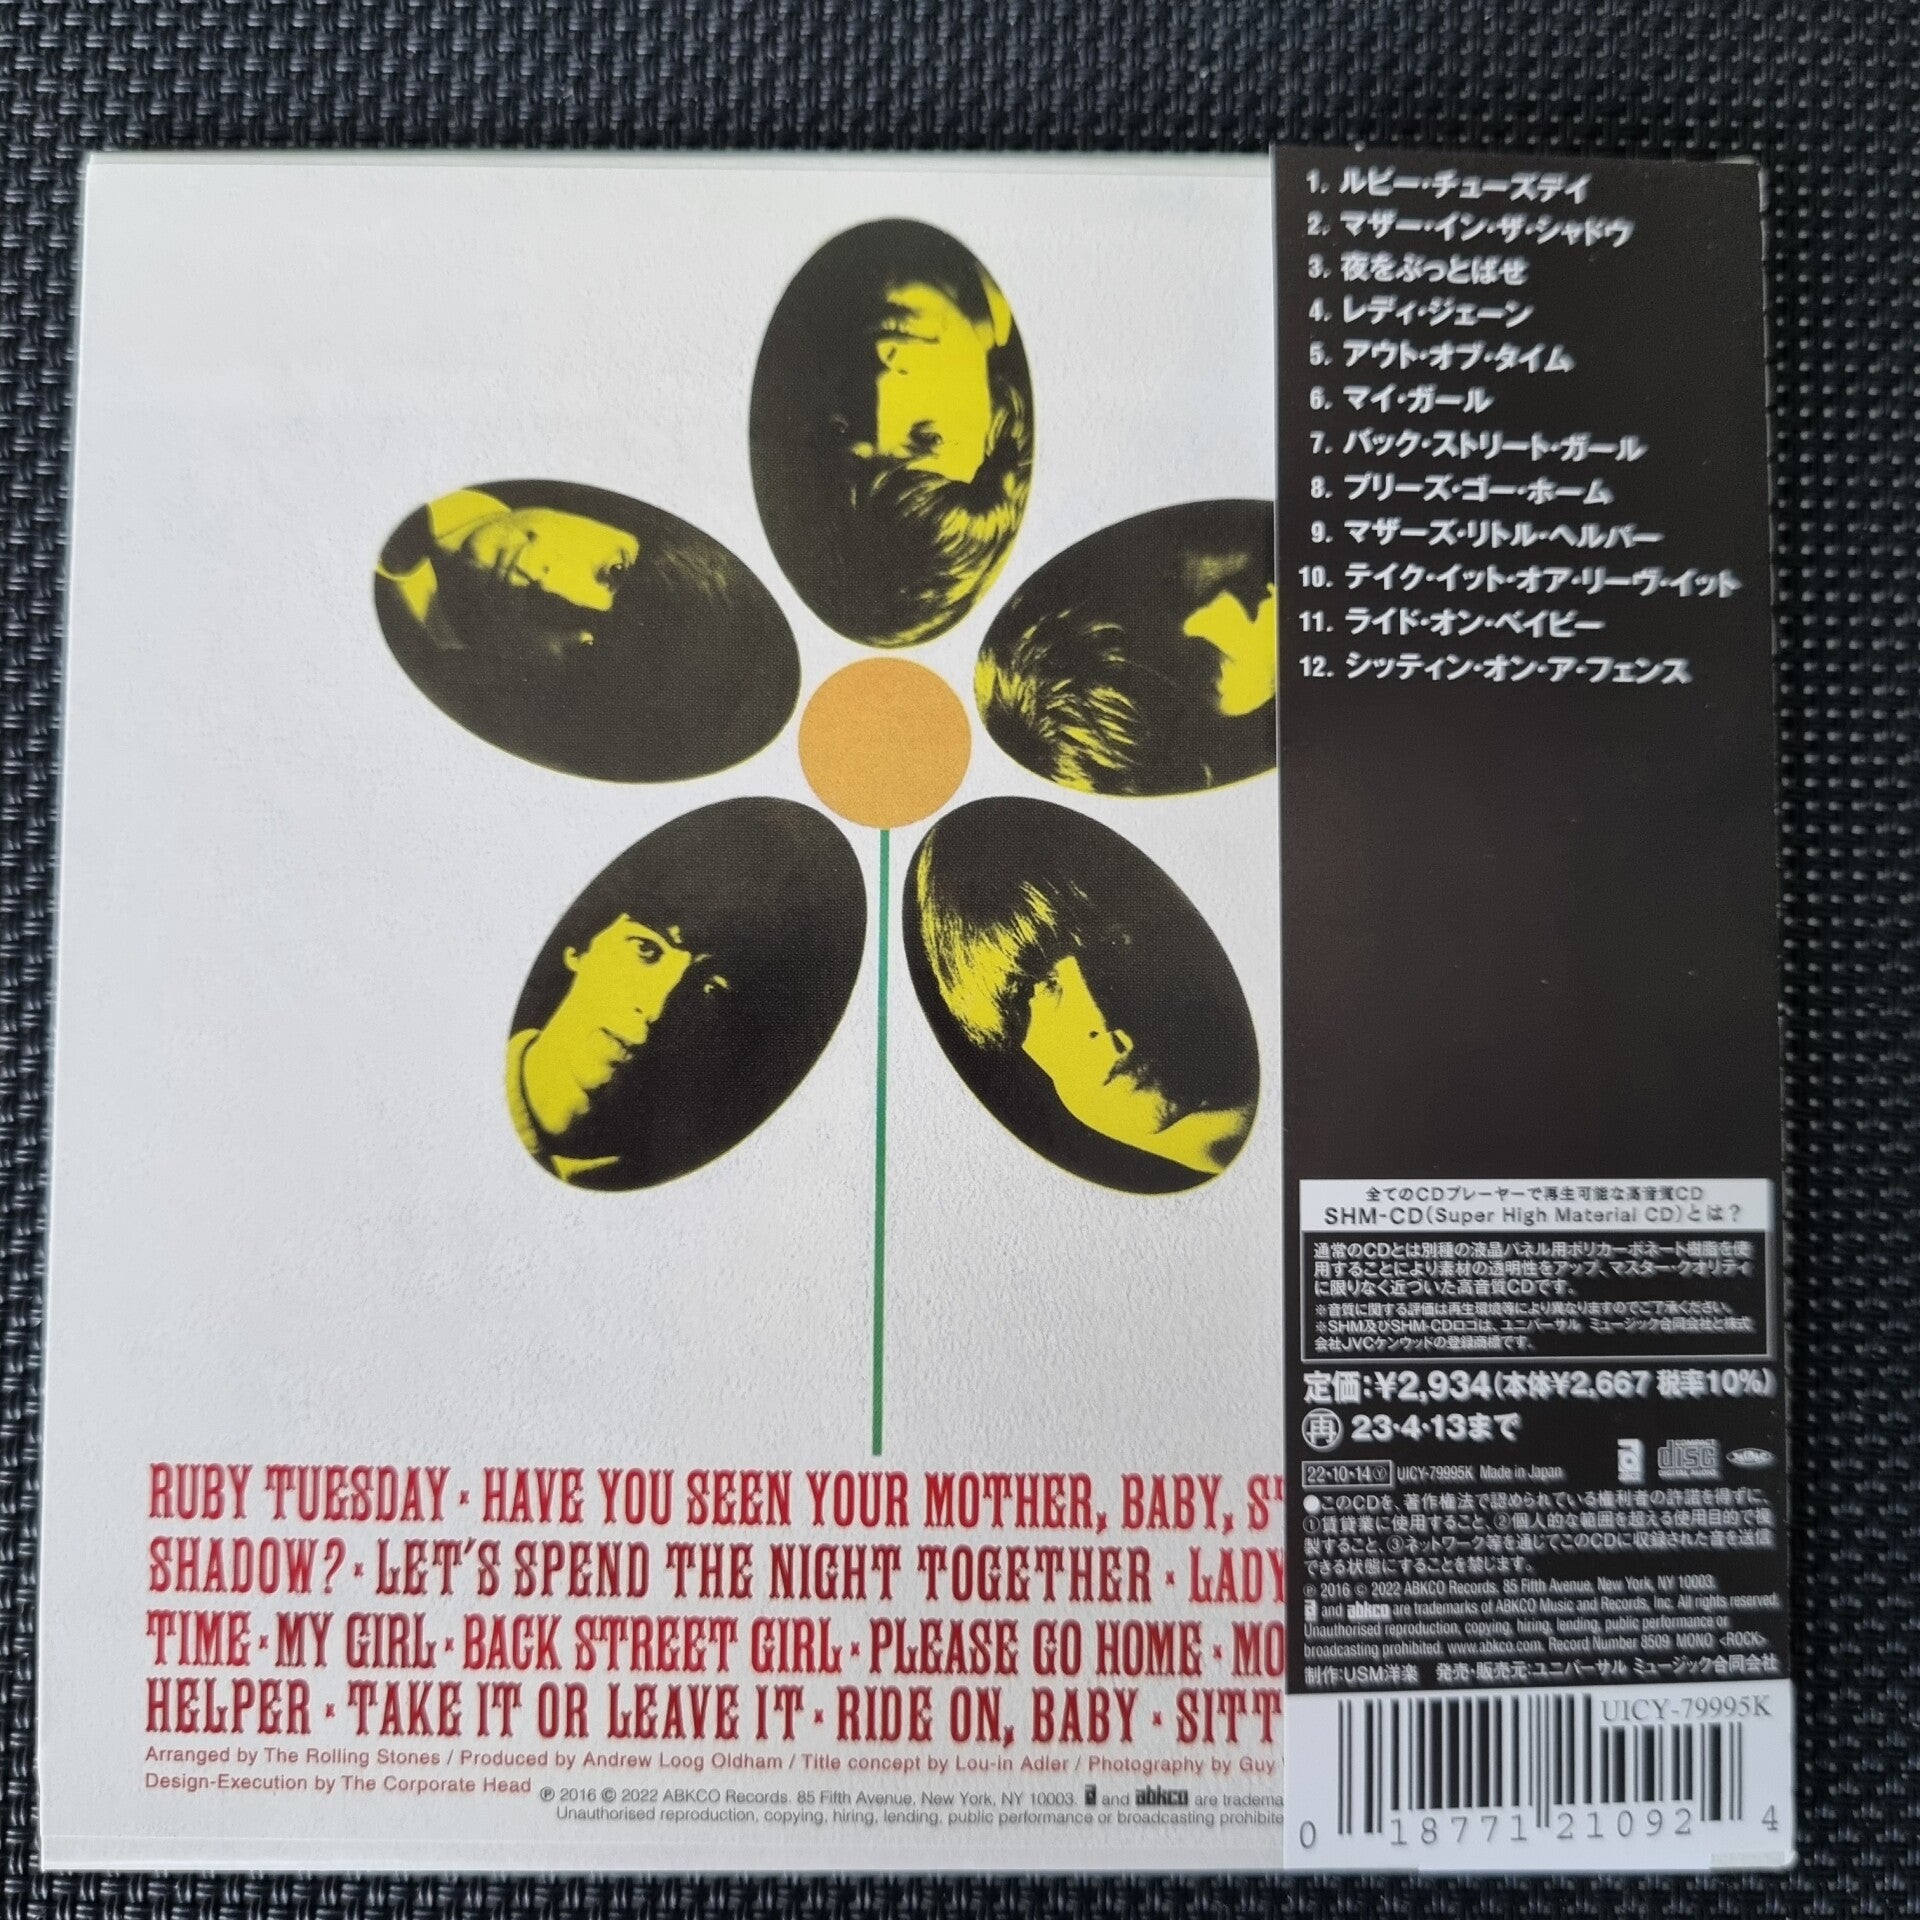 1. ルビー・チューズデイ
2. マザー・イン・ザ・シャドウ
3. 夜をぶっとばせ
4. レディ・ジェーン
5. アウト・オブ・タイム
6. マイ・ガール
7. バック・ストリート・ガール
8. プリーズ・ゴー・ホーム
9. マザーズ・リトル・ヘルパー
10. テイク・イット・オア・リーヴ・イット
11. ライド・オン・ベイビー
12. シッティン・オン・ア・フェンス
全てのCDプレーヤーで再生可能な高音質CD
SHM-CD(Super High Material CD)とは?
通常のCDとは別種の液晶パネル用ポリカーボネート樹脂を使
用することにより素材の透明性をアップ、マスター・クオリティ
に限りなく近づいた高音質CDです。
※音質に関する評価は再生環境等により異なりますのでご了承ください。
※SHM及びSHM-CDロゴは、ユニバーサル ミュージック合同会社と株式
会社JVCケンウッドの登録商標です。
定価:¥2,934(本体¥2,667 税率10%)
再 23・4・13まで
COMPACT
disc
DIGITAL AUDIO
22・10・14Ⓨ UICY-79995K Made in Japan
●このCDを、著作権法で認められている権利者の許諾を得ずに、
①賃貸業に使用すること、②個人的な範囲を超える使用目的で複
製すること、③ネットワーク等を通じてこのCDに収録された音を送信
できる状態にすることを禁じます。
℗ 2016 © 2022 ABKCO Records. 85 Fifth Avenue, New York, NY 10003.
a and abkco are trademarks of ABKCO Music and Records, Inc. All rights reserved.
Unauthorised reproduction, copying, hiring, lending, public performance or
broadcasting prohibited. www.abkco.com. Record Number 8509 MONO <ROCK>
制作:USM洋楽 発売・販売元:ユニバーサル ミュージック合同会社
UICY-79995K
0 18771 21092 4
RUBY TUESDAY · HAVE YOU SEEN YOUR MOTHER, BABY, ST
SHADOW? · LET'S SPEND THE NIGHT TOGETHER · LADY
TIME · MY GIRL · BACK STREET GIRL · PLEASE GO HOME · MO
HELPER · TAKE IT OR LEAVE IT · RIDE ON, BABY · SITT
Arranged by The Rolling Stones / Produced by Andrew Loog Oldham / Title concept by Lou-in Adler / Photography by Guy
Design-Execution by The Corporate Head
℗ 2016 © 2022 ABKCO Records. 85 Fifth Avenue, New York, NY 10003. a and abkco are tradema
Unauthorised reproduction, copying, hiring, lending, public performance or broadcasting prohibite